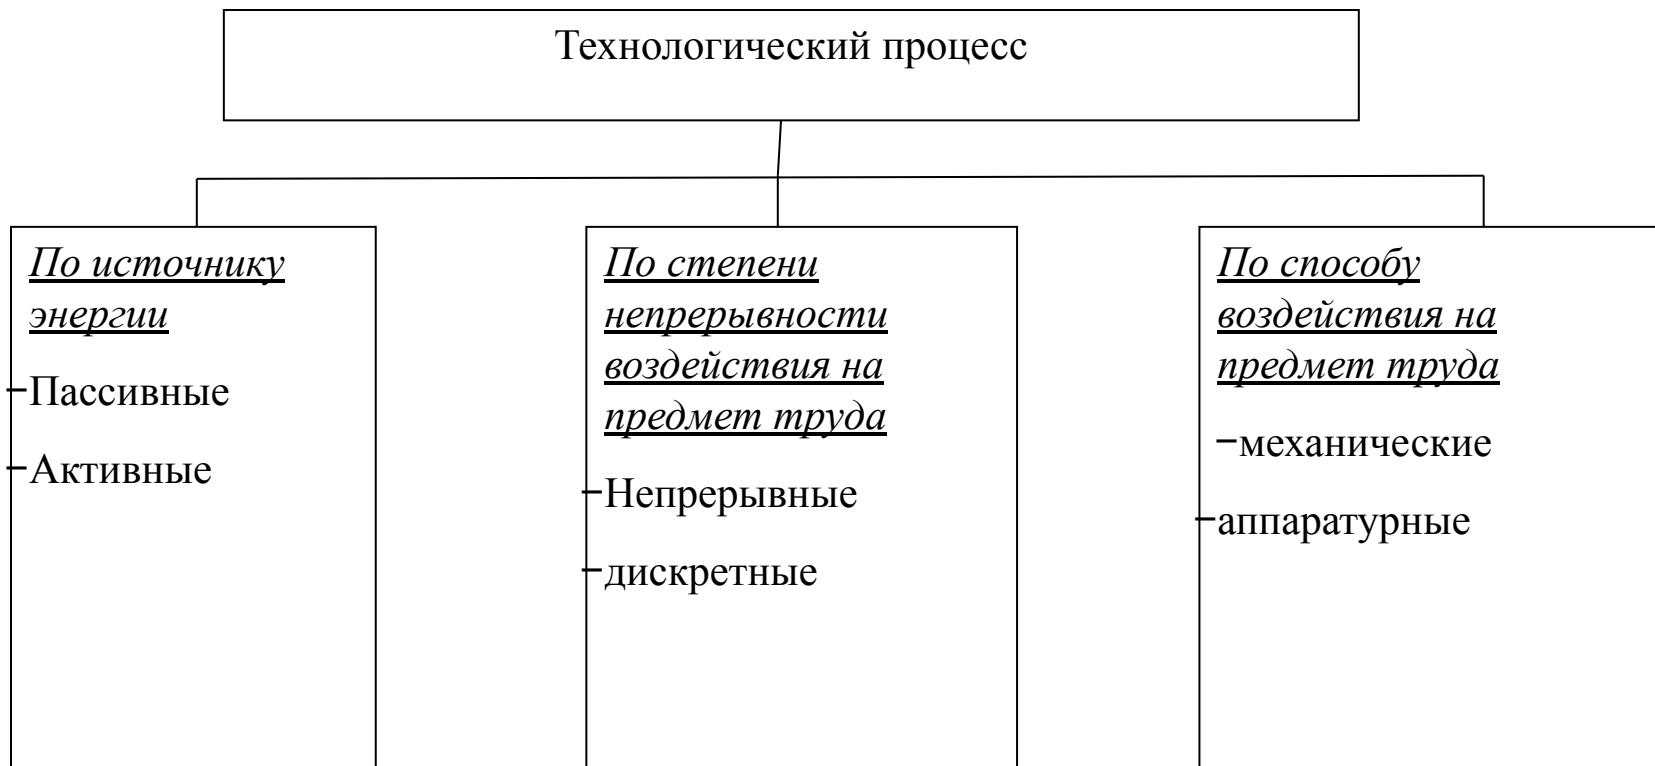 Технологический процесс
По источнику
энергии
–Пассивные
–Активные
По степени
непрерывности
воздействия на
предмет труда
–Непрерывные
–дискретные
По способу
воздействия на
предмет труда
–механические
–аппаратурные